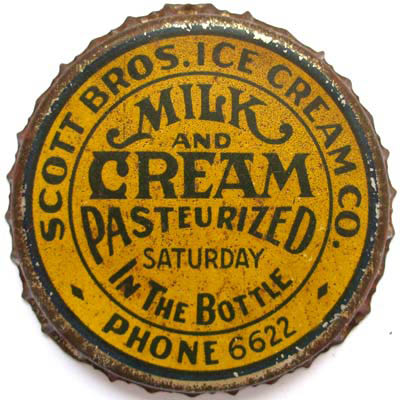 SCOTT BROS. ICE CREAM CO.
MILK
AND
CREAM
PASTEURIZED
SATURDAY
IN THE BOTTLE
PHONE 6622